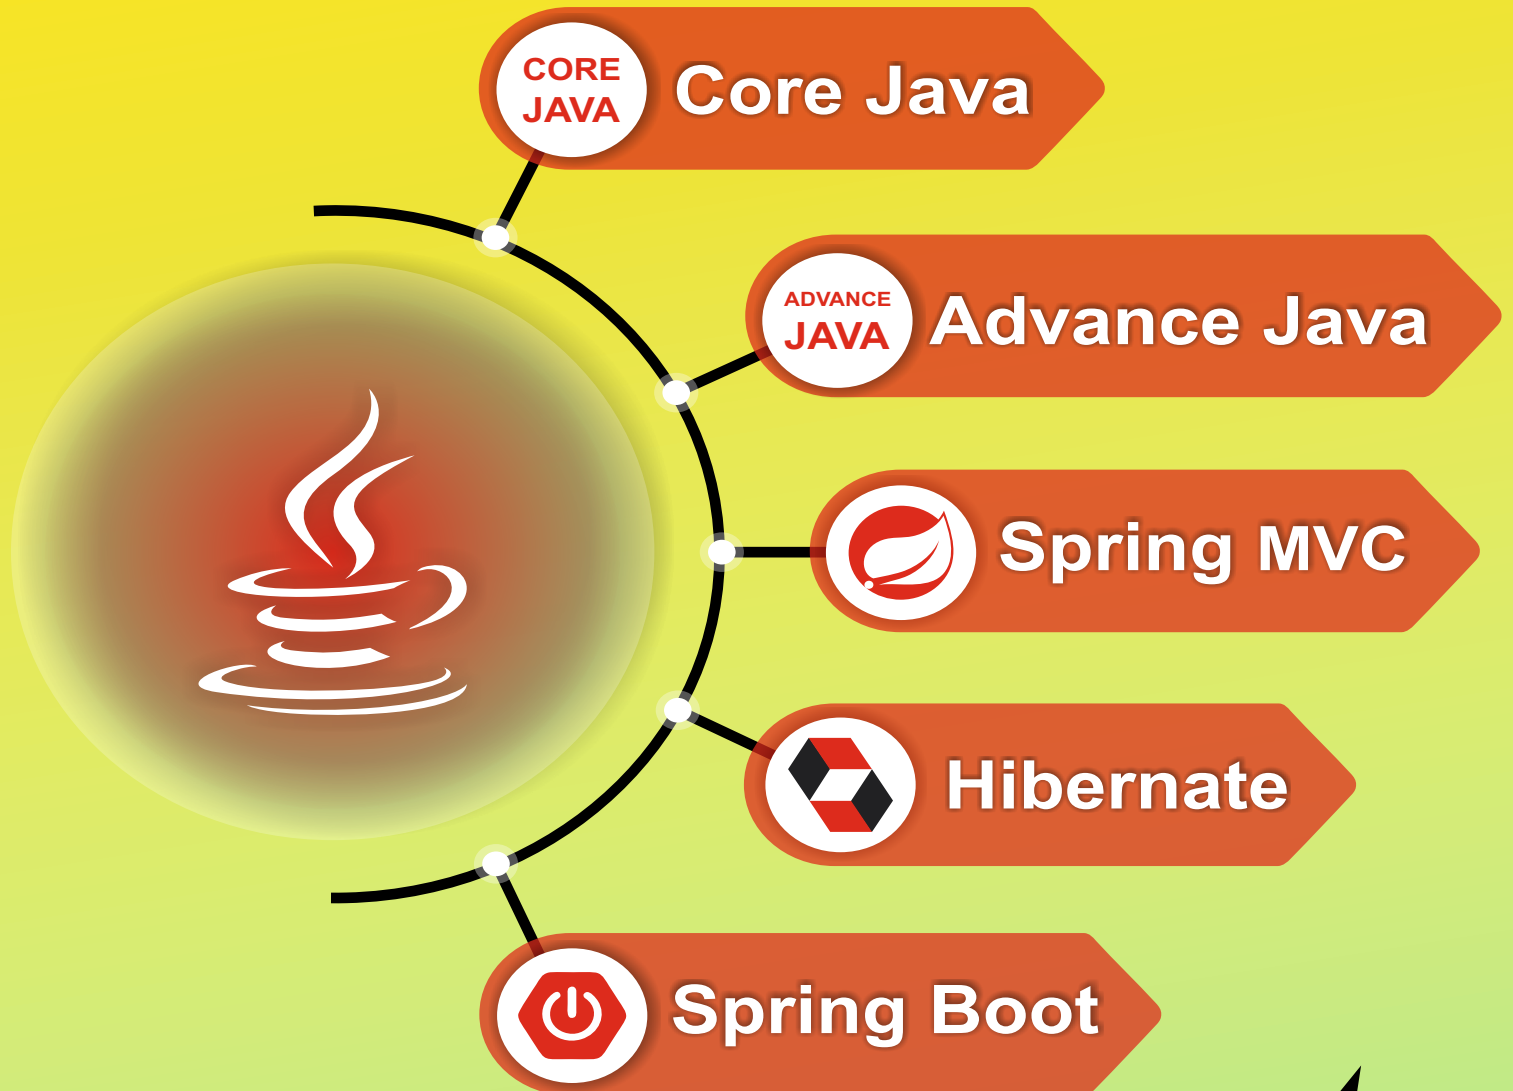 CORE
JAVA
Core Java
ADVANCE
JAVA
Advance Java
Spring MVC
Hibernate
Spring Boot